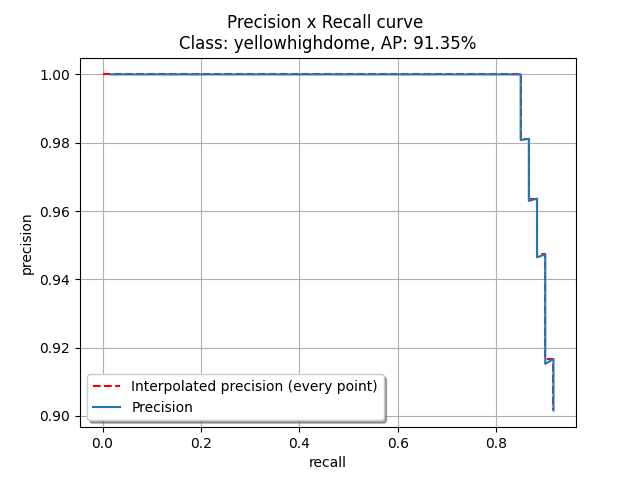 Precision x Recall curve
Class: yellowhighdome, AP: 91.35%
1.00
0.98
0.96
0.94
0.92
0.90
precision
Interpolated precision (every point)
Precision
0.0 0.2 0.4 0.6 0.8
recall